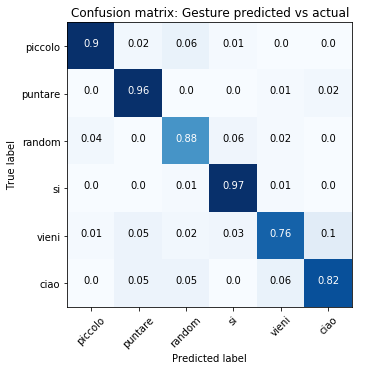 Confusion matrix: Gesture predicted vs actual
True label
piccolo 0.9 0.02 0.06 0.01 0.0 0.0
puntare 0.0 0.96 0.0 0.0 0.01 0.02
random 0.04 0.0 0.88 0.06 0.02 0.0
si 0.0 0.0 0.01 0.97 0.01 0.0
vieni 0.01 0.05 0.02 0.03 0.76 0.1
ciao 0.0 0.05 0.05 0.0 0.06 0.82
piccolo puntare random si vieni ciao
Predicted label